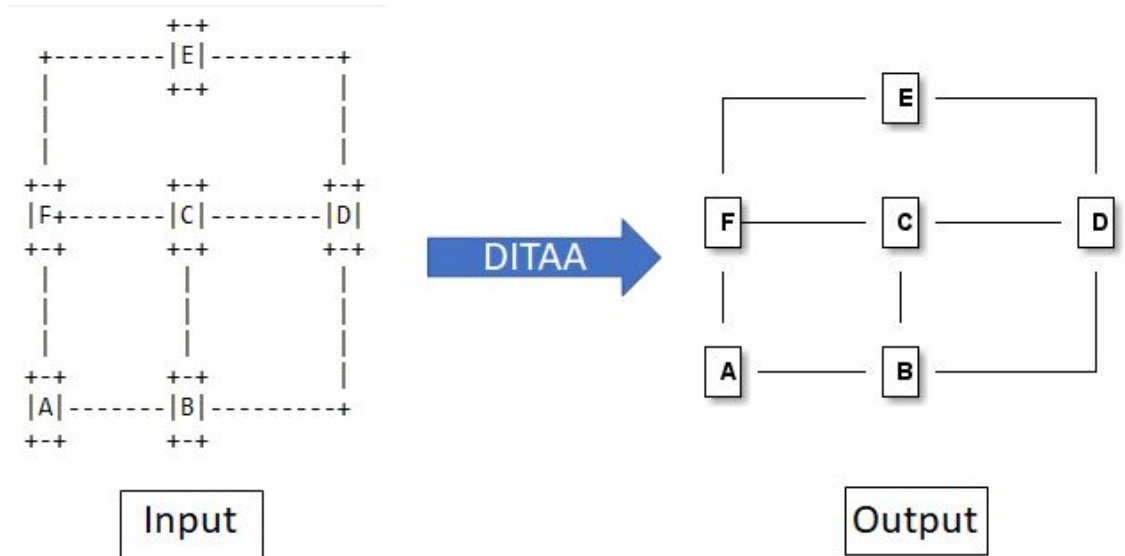 +-+
+--------|E|---------+
| +-+ |
| |
| |
+-+ +-+ +-+
|F+------|C|--------|D|
+-+ +-+ +-+
| | |
| | |
| | |
+-+ +-+ |
|A|------|B|---------+
+-+ +-+
Input
DITAA
E
F C D
A B
Output